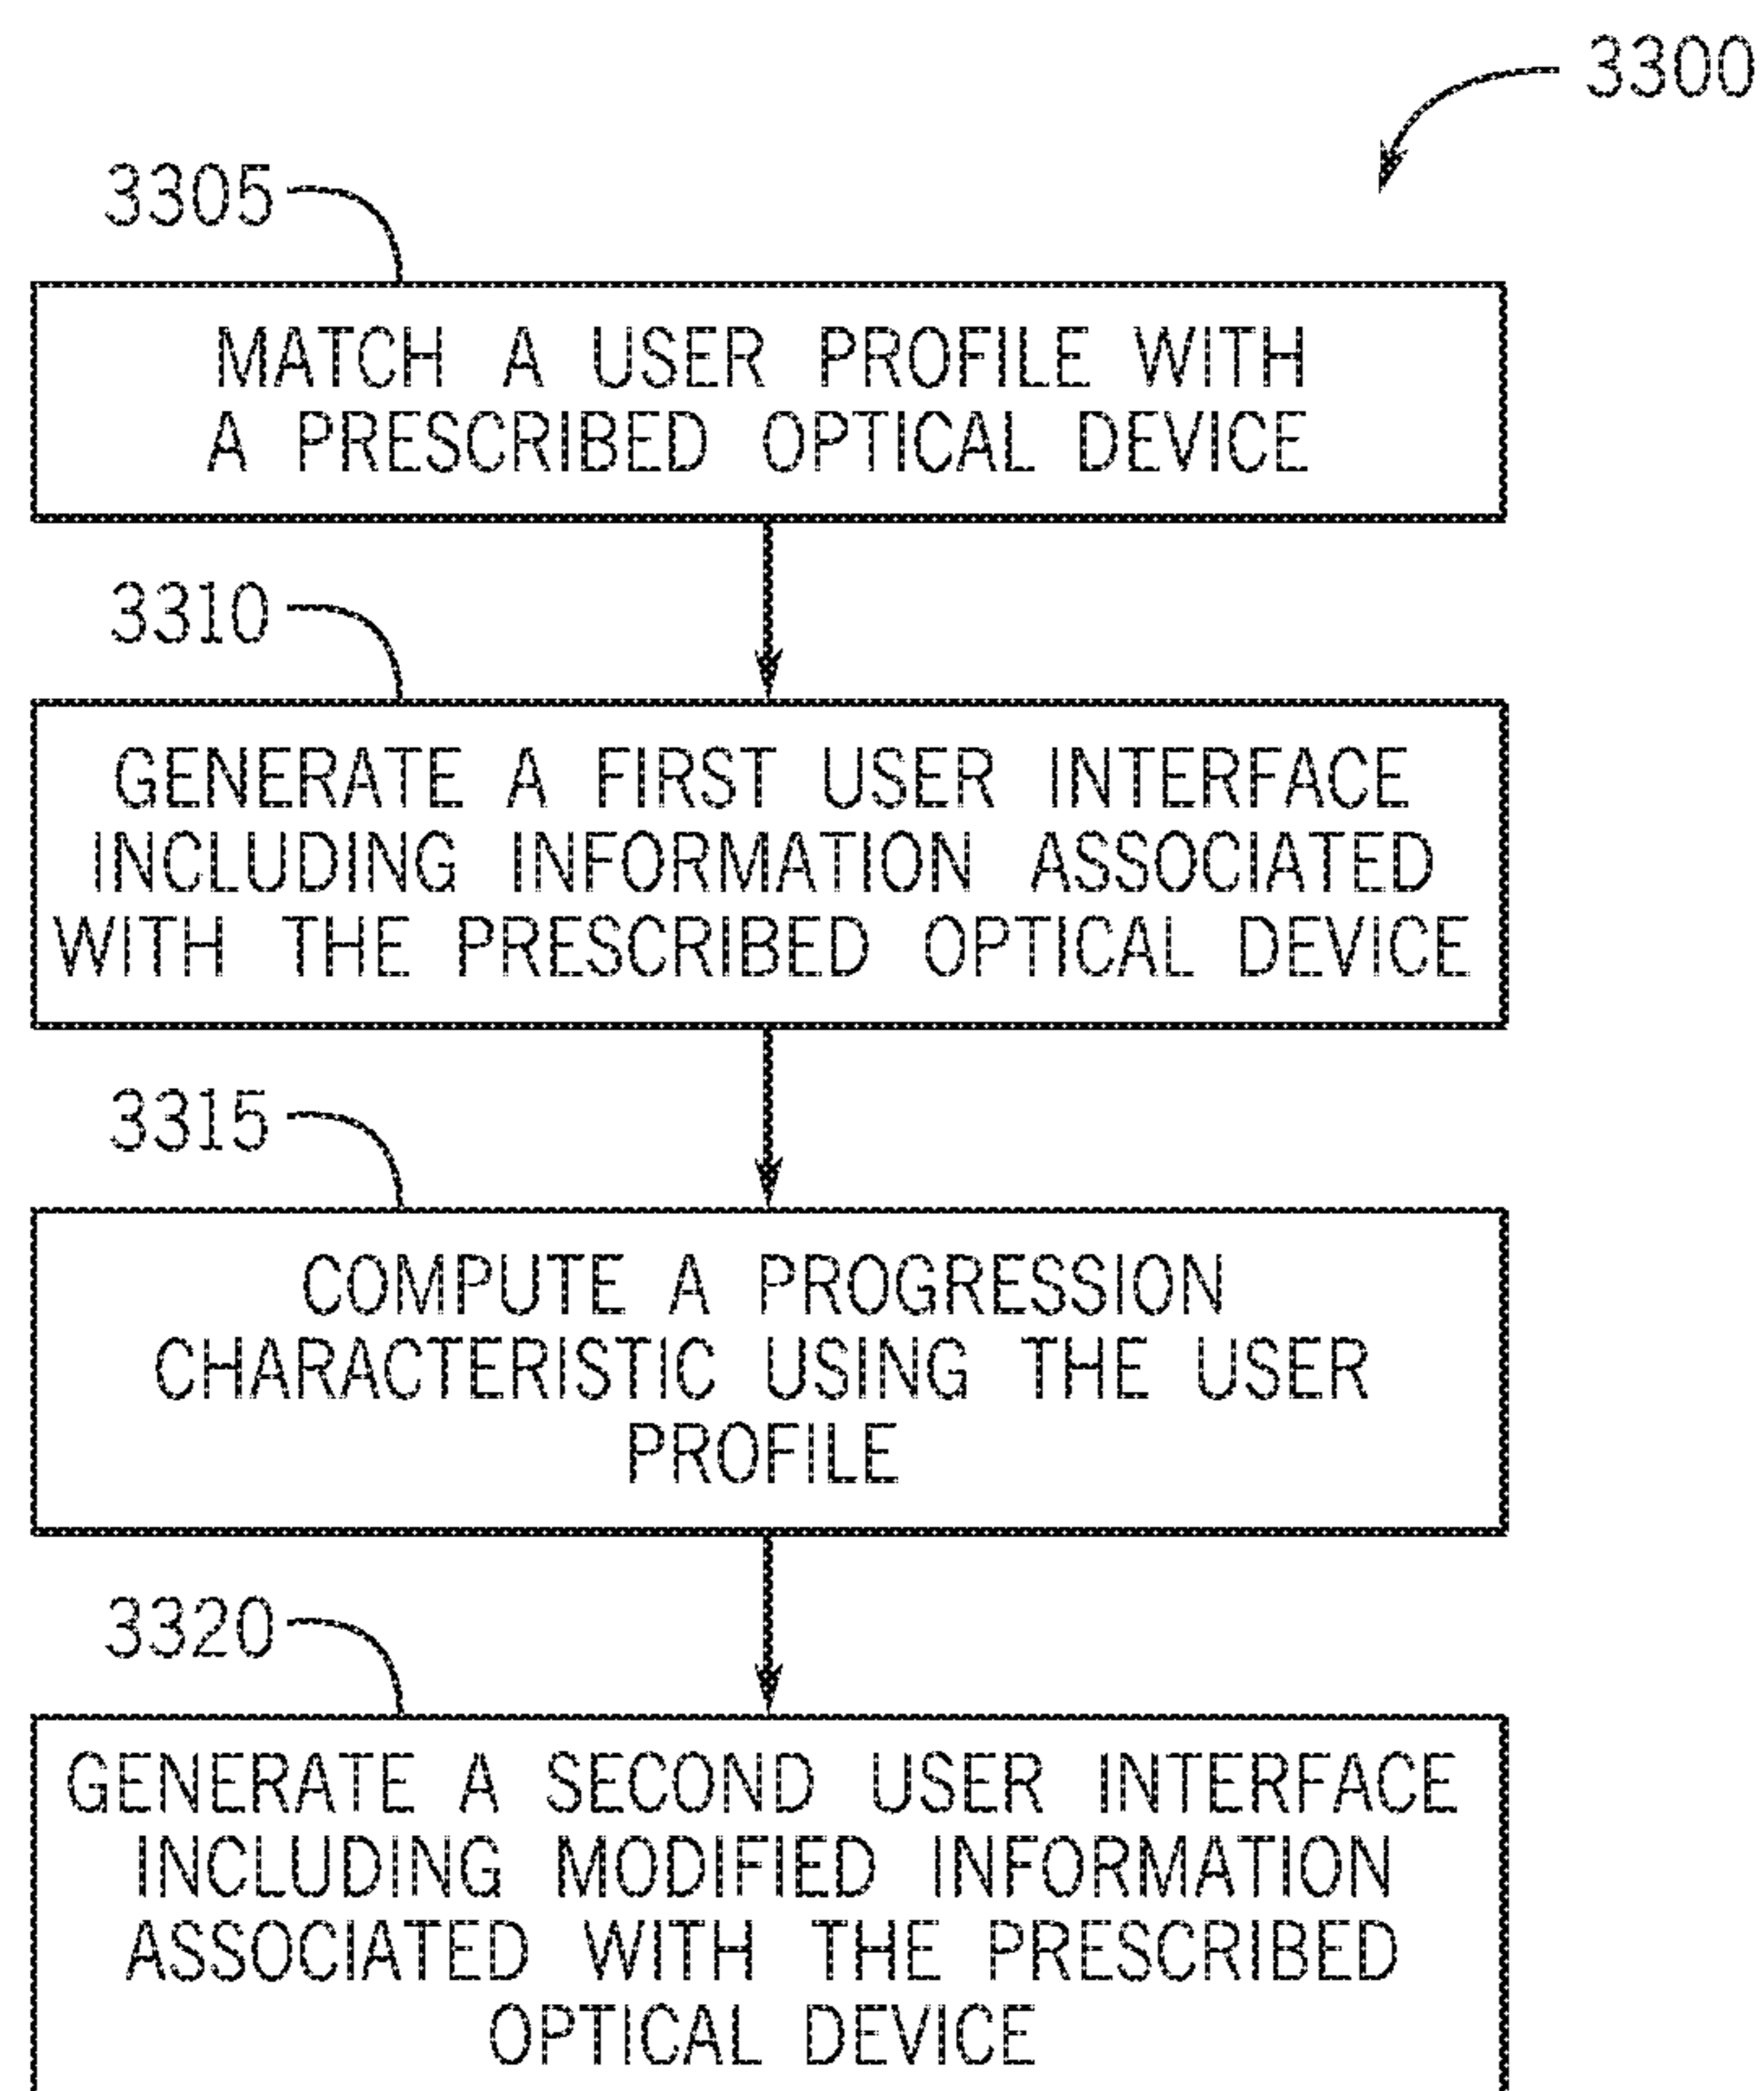 3300
3305
MATCH A USER PROFILE WITH
A PRESCRIBED OPTICAL DEVICE
3310
GENERATE A FIRST USER INTERFACE
INCLUDING INFORMATION ASSOCIATED
WITH THE PRESCRIBED OPTICAL DEVICE
3315
COMPUTE A PROGRESSION
CHARACTERISTIC USING THE USER
PROFILE
3320
GENERATE A SECOND USER INTERFACE
INCLUDING MODIFIED INFORMATION
ASSOCIATED WITH THE PRESCRIBED
OPTICAL DEVICE